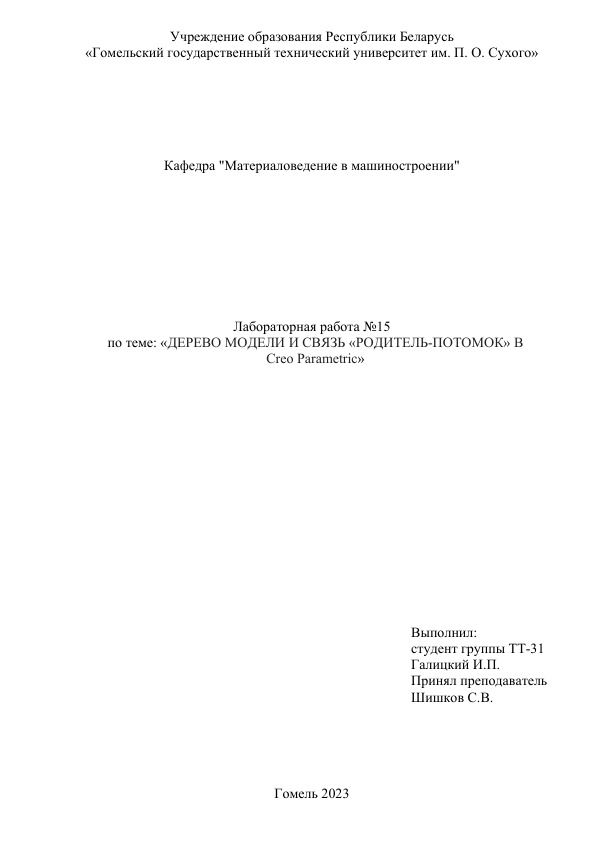 Учреждение образования Республики Беларусь
«Гомельский государственный технический университет им. П. О. Сухого»
Кафедра "Материаловедение в машиностроении"
Лабораторная работа №15
по теме: «ДЕРЕВО МОДЕЛИ И СВЯЗЬ «РОДИТЕЛЬ-ПОТОМОК» В
Creo Parametric»
Выполнил:
студент группы ТТ-31
Галицкий И.П.
Принял преподаватель
Шишков С.В.
Гомель 2023